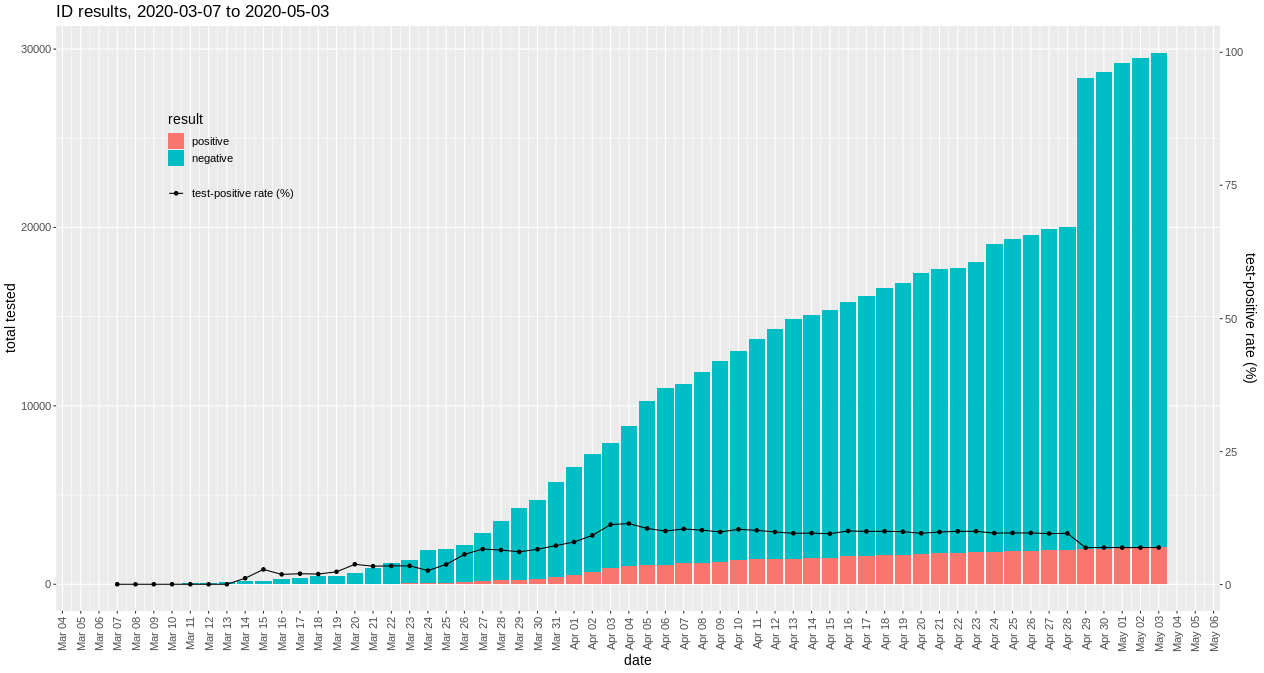 ID results, 2020-03-07 to 2020-05-03
30000
20000
10000
0
total tested
result
positive
negative
test-positive rate (%)
100
75
50
25
0
test-positive rate (%)
Mar 04
Mar 05
Mar 06
Mar 07
Mar 08
Mar 09
Mar 10
Mar 11
Mar 12
Mar 13
Mar 14
Mar 15
Mar 16
Mar 17
Mar 18
Mar 19
Mar 20
Mar 21
Mar 22
Mar 23
Mar 24
Mar 25
Mar 26
Mar 27
Mar 28
Mar 29
Mar 30
Mar 31
Apr 01
Apr 02
Apr 03
Apr 04
Apr 05
Apr 06
Apr 07
Apr 08
Apr 09
Apr 10
Apr 11
Apr 12
Apr 13
Apr 14
Apr 15
Apr 16
Apr 17
Apr 18
Apr 19
Apr 20
Apr 21
Apr 22
Apr 23
Apr 24
Apr 25
Apr 26
Apr 27
Apr 28
Apr 29
Apr 30
May 01
May 02
May 03
May 04
May 05
May 06
date